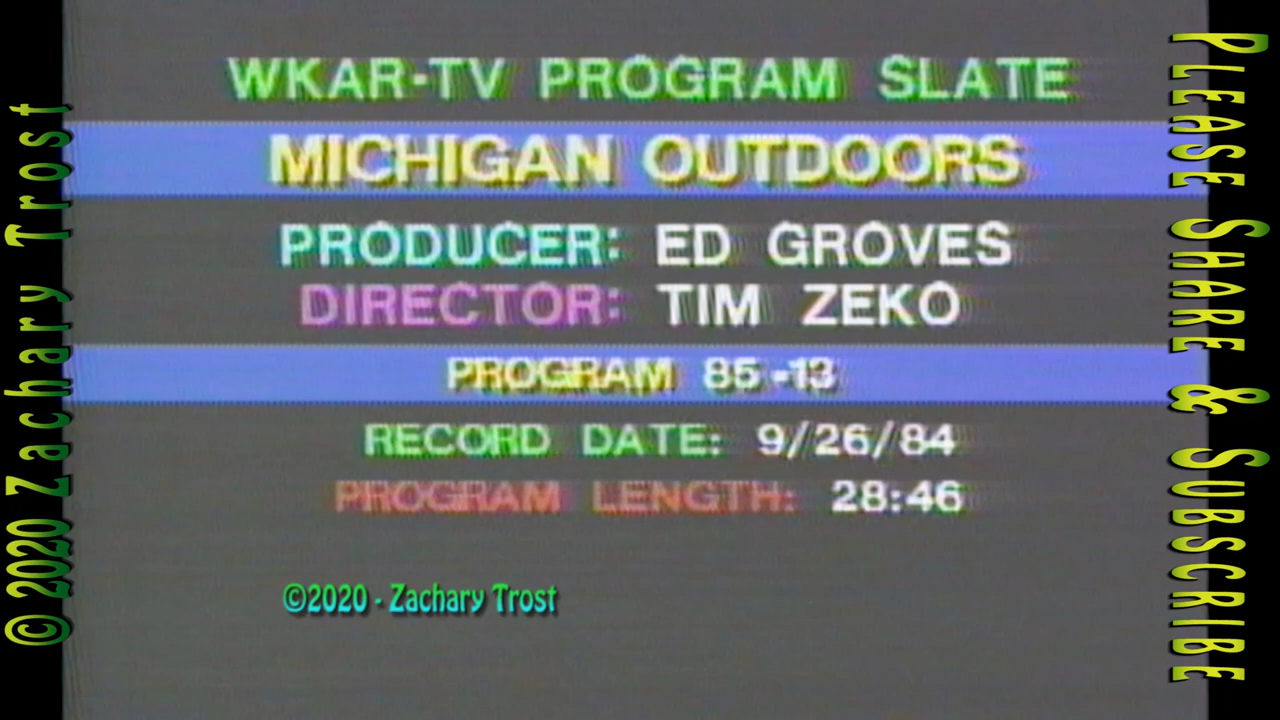 WKAR-TV PROGRAM SLATE
MICHIGAN OUTDOORS
PRODUCER: ED GROVES
DIRECTOR: TIM ZEKO
PROGRAM 85-13
RECORD DATE: 9/26/84
PROGRAM LENGTH: 28:46
©2020 - Zachary Trost
© 2020 Zachary Trost
PLEASE SHARE & SUBSCRIBE